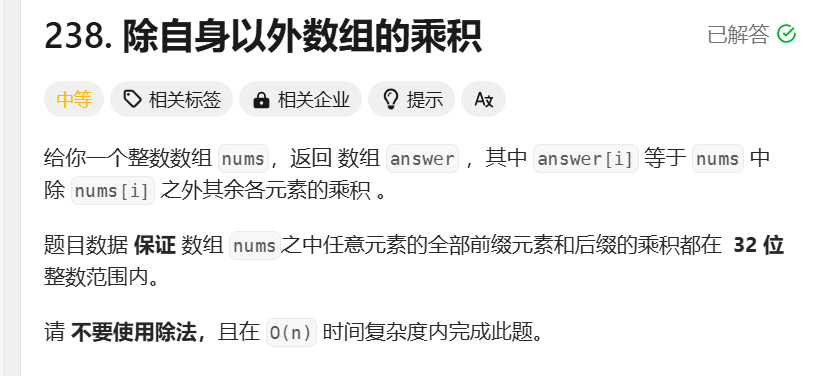 238. 除自身以外数组的乘积
已解答
中等 相关标签 相关企业 提示 Ax
给你一个整数数组 nums，返回 数组 answer ，其中 answer[i] 等于 nums 中
除 nums[i] 之外其余各元素的乘积 。
题目数据 保证 数组 nums之中任意元素的全部前缀元素和后缀的乘积都在 32 位
整数范围内。
请 不要使用除法，且在 O(n) 时间复杂度内完成此题。